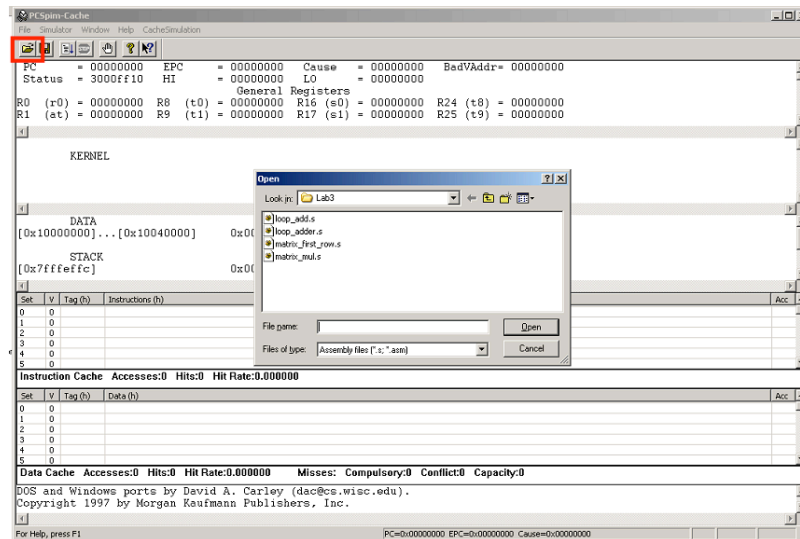 PCSpim-Cache
File Simulator Window Help CacheSimulation
PC = 00000000 EPC = 00000000 Cause = 00000000 BadVAddr= 00000000
Status = 3000ff10 HI = 00000000 LO = 00000000
General Registers
R0 (r0) = 00000000 R8 (t0) = 00000000 R16 (s0) = 00000000 R24 (t8) = 00000000
R1 (at) = 00000000 R9 (t1) = 00000000 R17 (s1) = 00000000 R25 (t9) = 00000000
KERNEL
DATA
[0x10000000]...[0x10040000] 0x00
STACK
[0x7fffeffc] 0x00
Open
Look in: Lab3
loop_add.s
loop_adder.s
matrix_first_row.s
matrix_mul.s
File name: Open
Files of type: Assembly files (*.s; *.asm) Cancel
Set V Tag (h) Instructions (h) Acc
0 0
1 0
2 0
3 0
4 0
5 0
Instruction Cache Accesses:0 Hits:0 Hit Rate:0.000000
Set V Tag (h) Data (h) Acc
0 0
1 0
2 0
3 0
4 0
5 0
Data Cache Accesses:0 Hits:0 Hit Rate:0.000000 Misses: Compulsory:0 Conflict:0 Capacity:0
DOS and Windows ports by David A. Carley (dac@cs.wisc.edu).
Copyright 1997 by Morgan Kaufmann Publishers, Inc.
For Help, press F1 PC=0x00000000 EPC=0x00000000 Cause=0x00000000